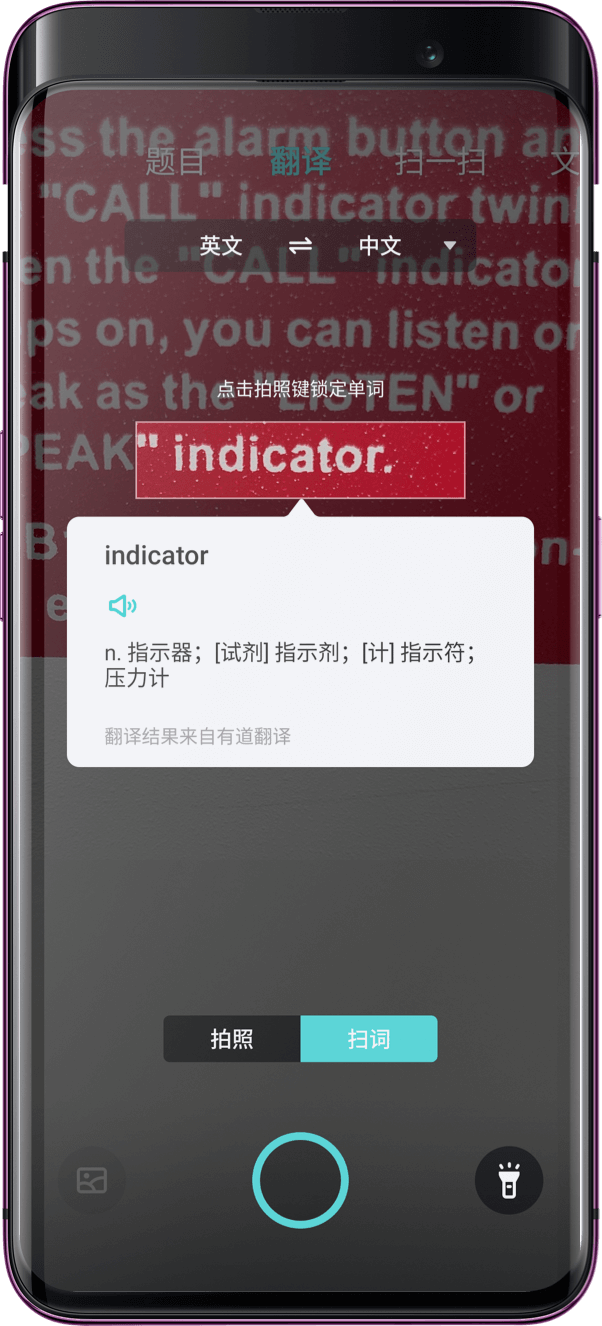 ss the alarm button an
题目 翻译 扫一扫 文
"CALL" indicator twin
英文 中文
en the "CALL" indicator
ps on, you can listen or
点击拍照键锁定单词
eak as the "LISTEN" or
PEAK" indicator.
indicator
n. 指示器；[试剂] 指示剂；[计] 指示符；
压力计
翻译结果来自有道翻译
拍照 扫词